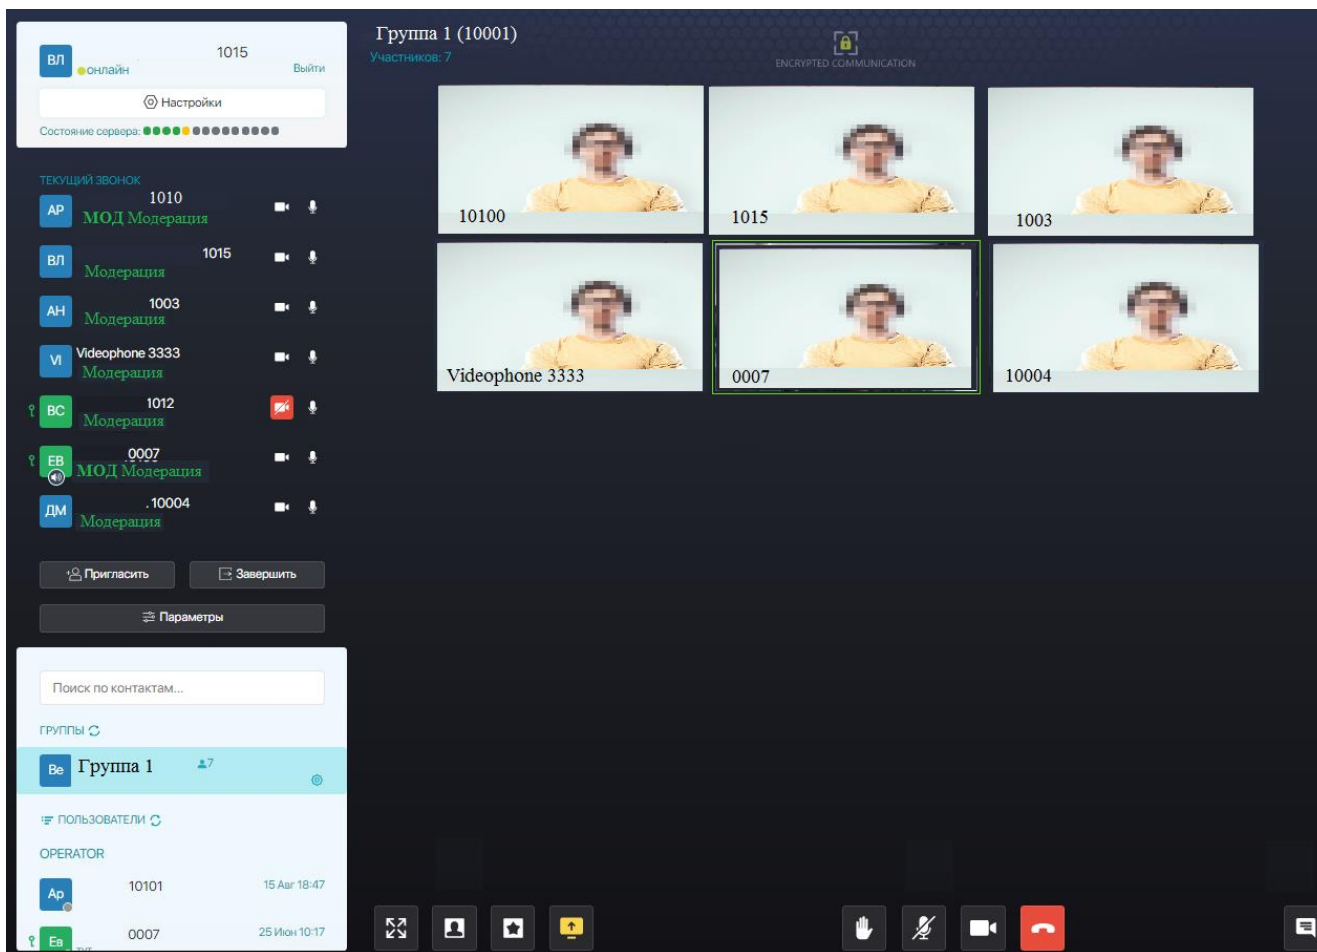 ВЛ
1015
онлайн
Выйти
Настройки
Состояние сервера:
ТЕКУЩИЙ ЗВОНОК
АР
1010
МОД Модерация
ВЛ
1015
Модерация
АН
1003
Модерация
VI
Videophone 3333
Модерация
ВС
1012
Модерация
ЕВ
0007
МОД Модерация
ДМ
.10004
Модерация
Пригласить
Завершить
Параметры
Поиск по контактам...
ГРУППЫ
Ве
Группа 1
7
ПОЛЬЗОВАТЕЛИ
OPERATOR
Ар
10101
15 Авг 18:47
Ев
0007
25 Июн 10:17
Группа 1 (10001)
Участников: 7
ENCRYPTED COMMUNICATION
10100
1015
1003
Videophone 3333
0007
10004